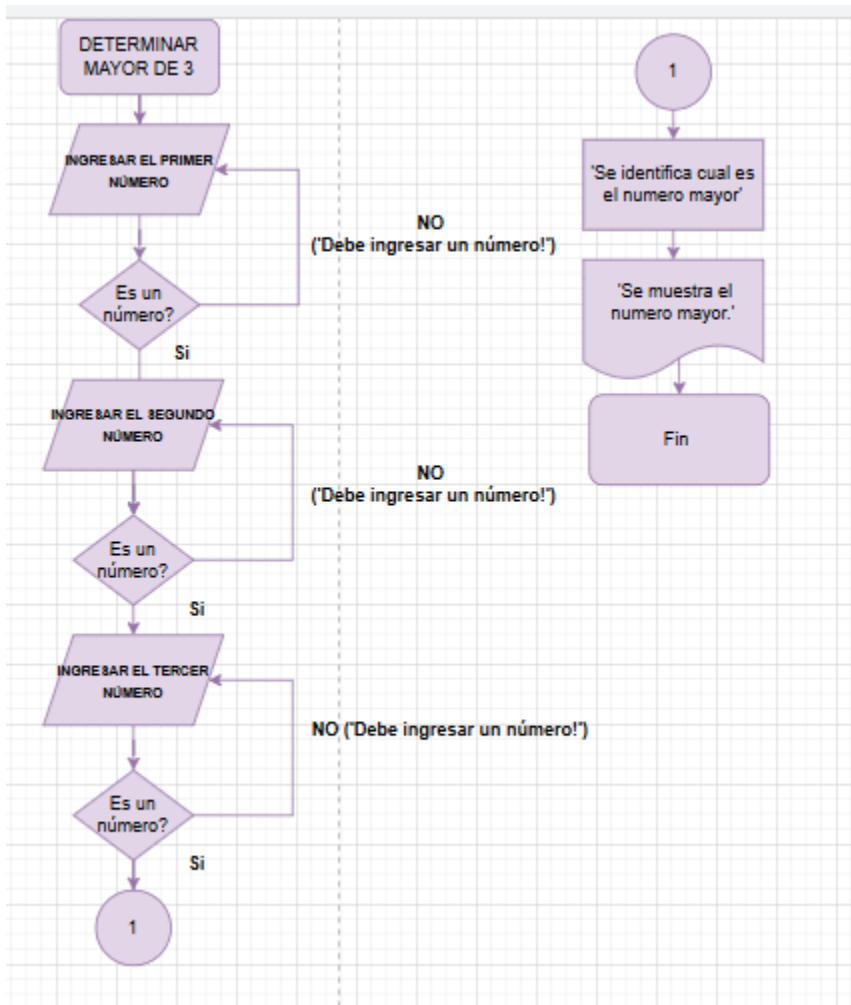 DETERMINAR
MAYOR DE 3
INGRESAR EL PRIMER
NÚMERO
NO
('Debe ingresar un número!')
Es un
número?
Si
INGRESAR EL SEGUNDO
NÚMERO
NO
('Debe ingresar un número!')
Es un
número?
Si
INGRESAR EL TERCER
NÚMERO
NO ('Debe ingresar un número!')
Es un
número?
Si
1
1
'Se identifica cual es
el numero mayor'
'Se muestra el
numero mayor.'
Fin